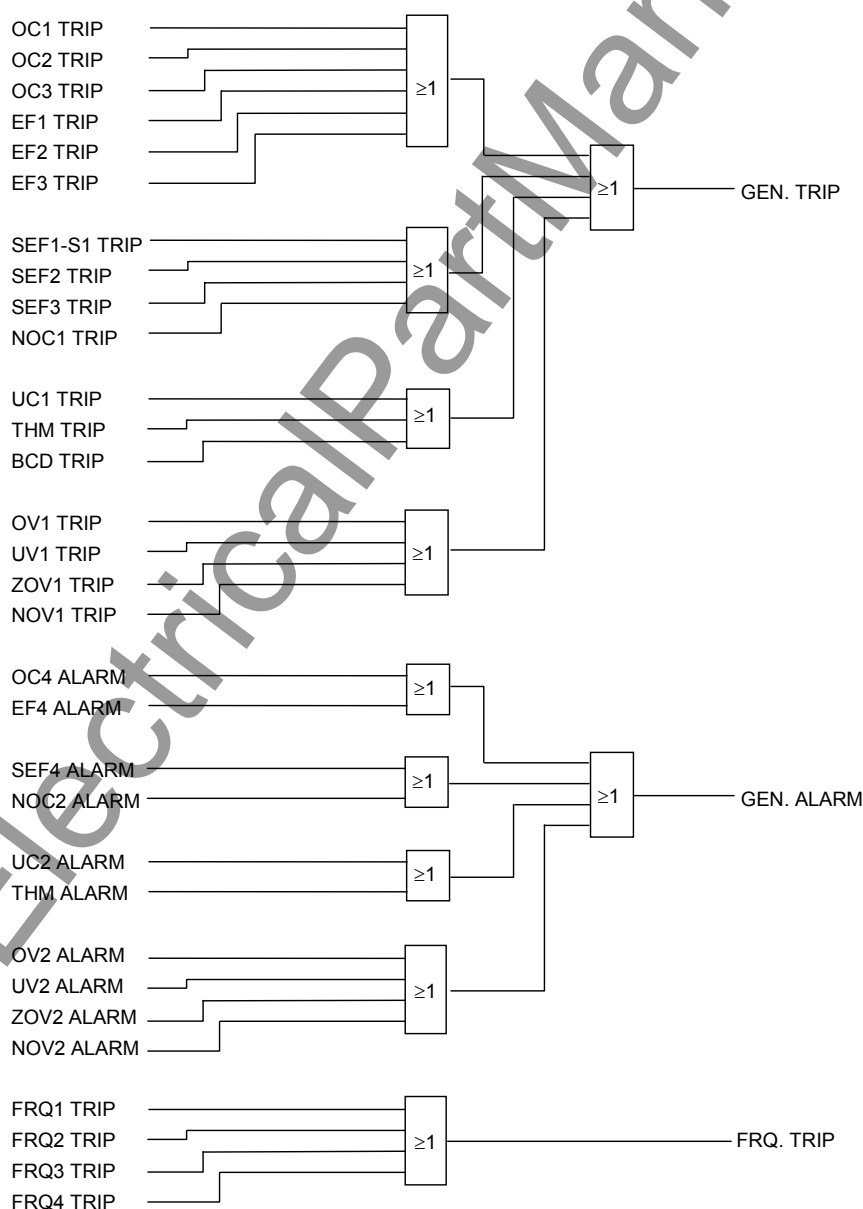 OC1 TRIP
OC2 TRIP
OC3 TRIP
EF1 TRIP
EF2 TRIP
EF3 TRIP
≥1
SEF1-S1 TRIP
SEF2 TRIP
SEF3 TRIP
NOC1 TRIP
≥1
UC1 TRIP
THM TRIP
BCD TRIP
≥1
OV1 TRIP
UV1 TRIP
ZOV1 TRIP
NOV1 TRIP
≥1
≥1
GEN. TRIP
OC4 ALARM
EF4 ALARM
≥1
SEF4 ALARM
NOC2 ALARM
≥1
UC2 ALARM
THM ALARM
≥1
OV2 ALARM
UV2 ALARM
ZOV2 ALARM
NOV2 ALARM
≥1
≥1
GEN. ALARM
FRQ1 TRIP
FRQ2 TRIP
FRQ3 TRIP
FRQ4 TRIP
≥1
FRQ. TRIP
ElectricalPartMan